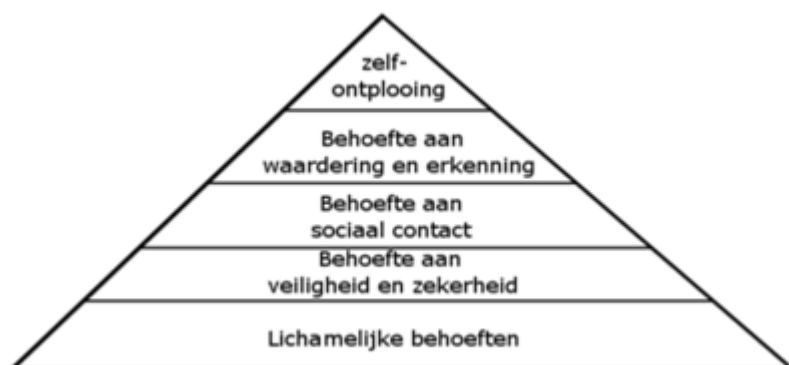 zelf-
ontplooing
Behoefte aan
waardering en erkenning
Behoefte aan
sociaal contact
Behoefte aan
veiligheid en zekerheid
Lichamelijke behoeften